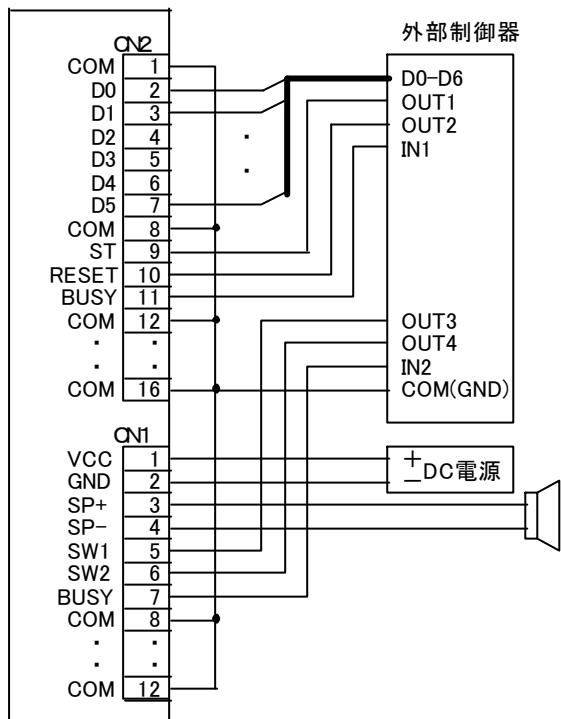 CN2
COM 1
D0 2
D1 3
D2 4
D3 5
D4 6
D5 7
COM 8
ST 9
RESET 10
BUSY 11
COM 12
: :
COM 16
CN1
VCC 1
GND 2
SP+ 3
SP- 4
SW1 5
SW2 6
BUSY 7
COM 8
: :
COM 12
外部制御器
D0-D6
OUT1
OUT2
IN1
OUT3
OUT4
IN2
COM(GND)
+
-DC電源